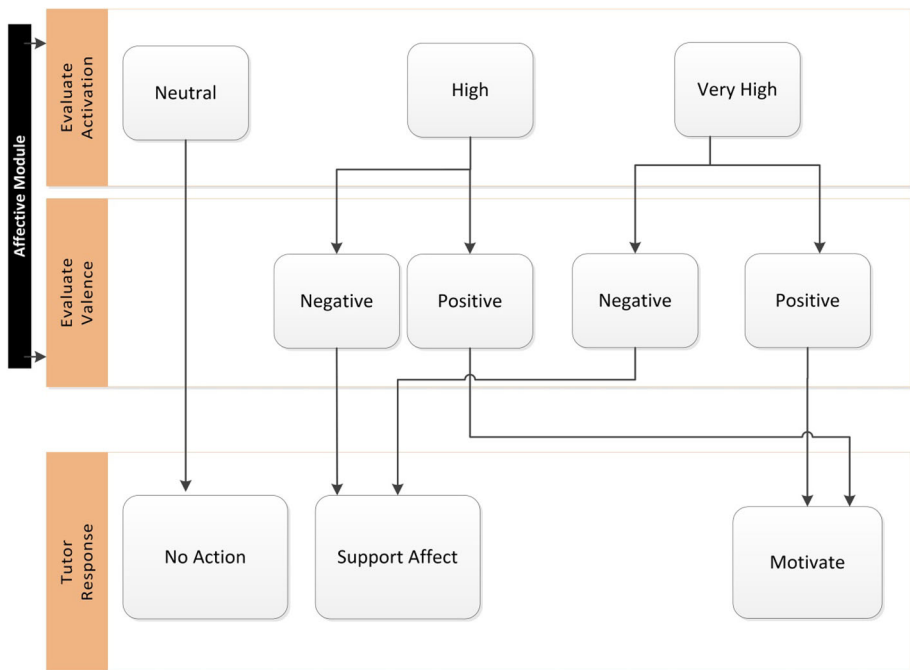 Affective Module
Evaluate
Activation
Neutral
High
Very High
Evaluate
Valence
Negative
Positive
Negative
Positive
Tutor
Response
No Action
Support Affect
Motivate